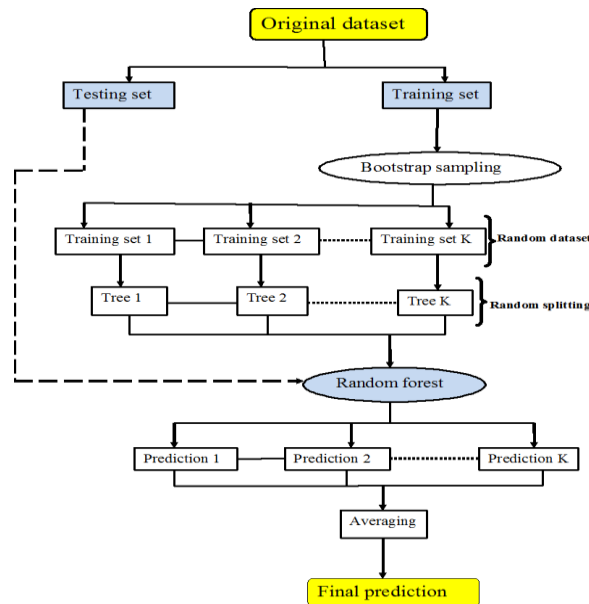 Original dataset
Testing set
Training set
Bootstrap sampling
Training set 1
Training set 2
Training set K
Random dataset
Tree 1
Tree 2
Tree K
Random splitting
Random forest
Prediction 1
Prediction 2
Prediction K
Averaging
Final prediction